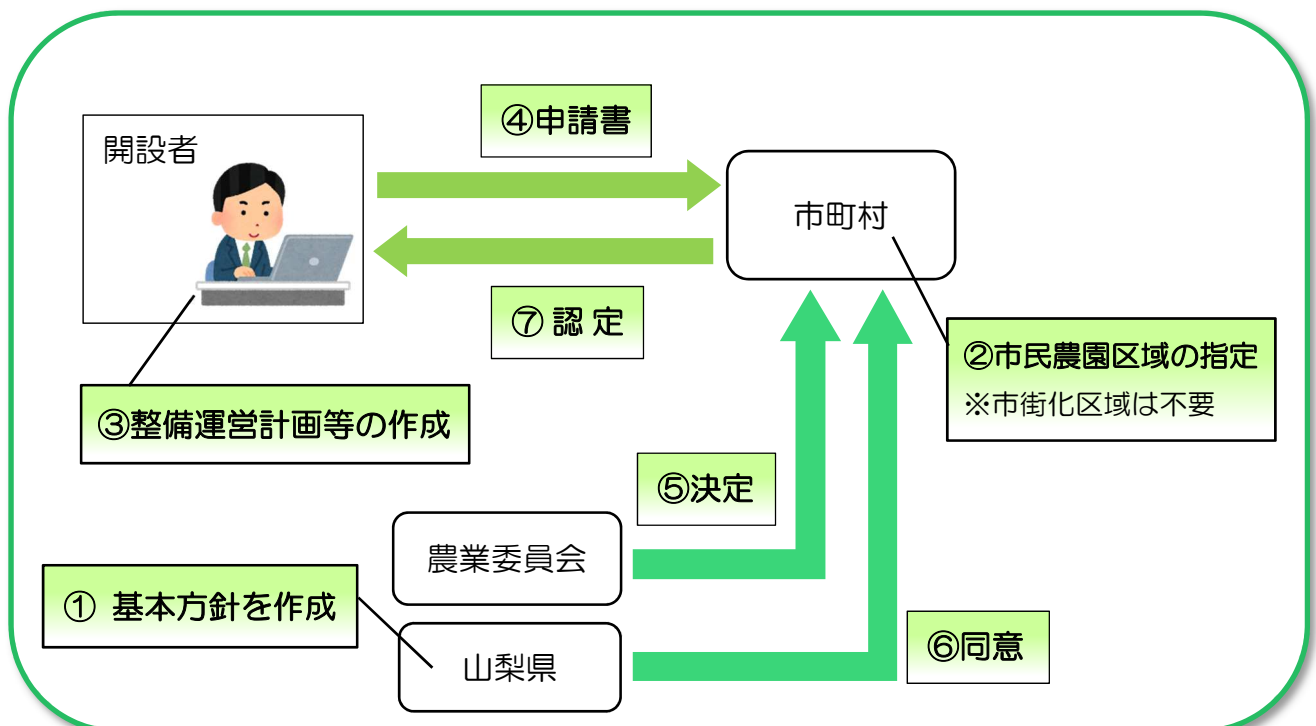 ④申請書
開設者
市町村
⑦ 認 定
②市民農園区域の指定
※市街化区域は不要
③整備運営計画等の作成
⑤決定
農業委員会
① 基本方針を作成
⑥同意
山梨県